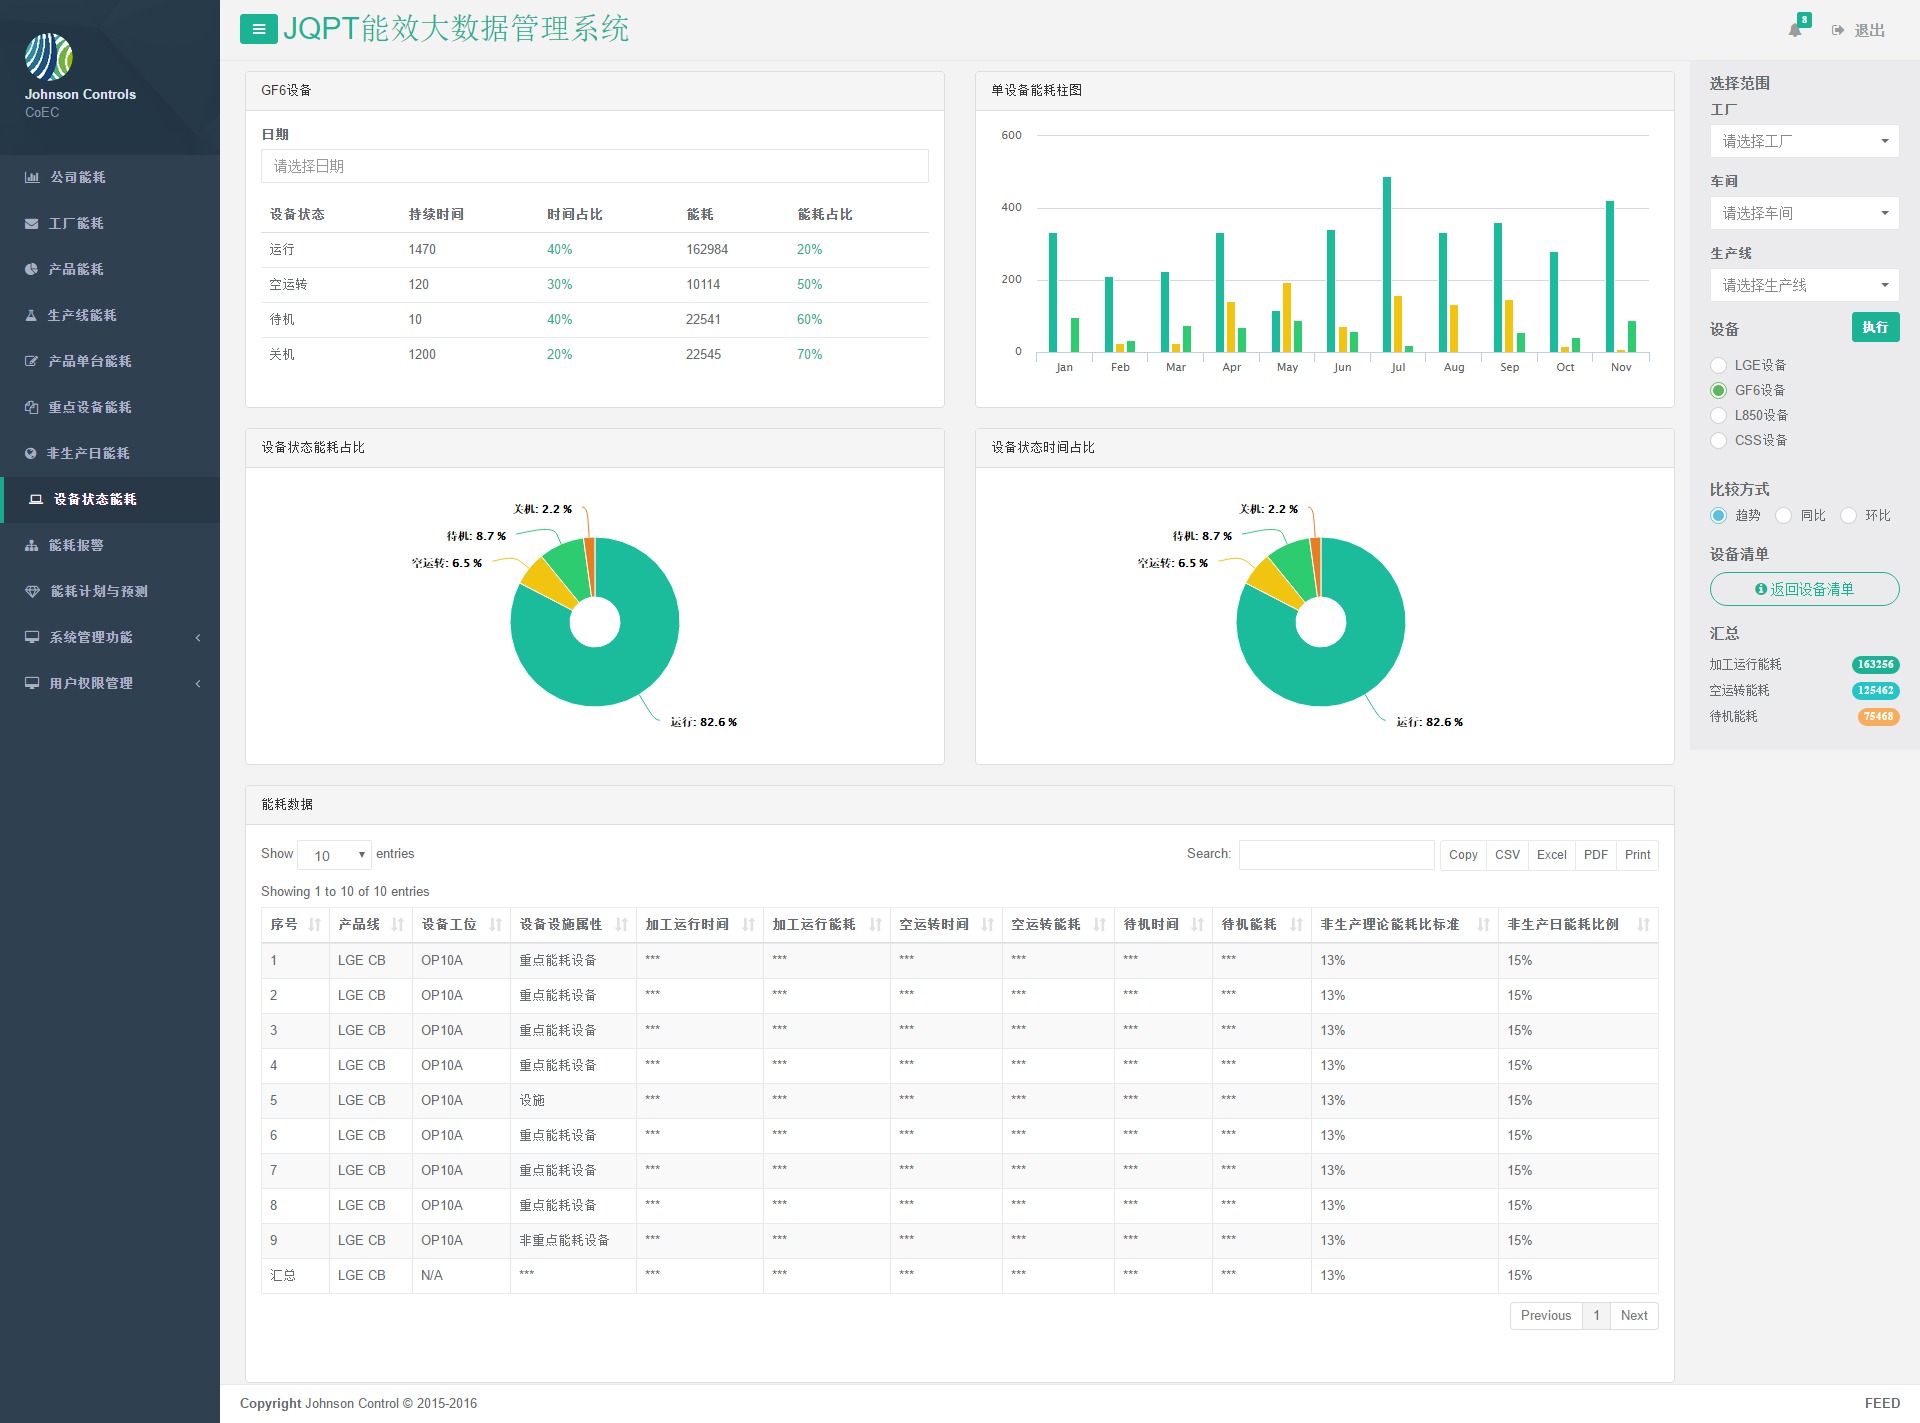 Johnson Controls
CoEC
公司能耗
工厂能耗
产品能耗
生产线能耗
产品单台能耗
重点设备能耗
非生产日能耗
设备状态能耗
能耗报警
能耗计划与预测
系统管理功能
用户权限管理
JQPT能效大数据管理系统
8
退出
GF6设备
日期
请选择日期
设备状态 持续时间 时间占比 能耗 能耗占比
运行 1470 40% 162984 20%
空运转 120 30% 10114 50%
待机 10 40% 22541 60%
关机 1200 20% 22545 70%
单设备能耗柱图
600
400
200
0
Jan Feb Mar Apr May Jun Jul Aug Sep Oct Nov
设备状态能耗占比
关机: 2.2 %
待机: 8.7 %
空运转: 6.5 %
运行: 82.6 %
设备状态时间占比
关机: 2.2 %
待机: 8.7 %
空运转: 6.5 %
运行: 82.6 %
选择范围
工厂
请选择工厂
车间
请选择车间
生产线
请选择生产线
设备 执行
LGE设备
GF6设备
L850设备
CSS设备
比较方式
趋势 同比 环比
设备清单
返回设备清单
汇总
加工运行能耗 163256
空运转能耗 125462
待机能耗 75468
能耗数据
Show 10 entries Search: Copy CSV Excel PDF Print
Showing 1 to 10 of 10 entries
序号 产品线 设备工位 设备设施属性 加工运行时间 加工运行能耗 空运转时间 空运转能耗 待机时间 待机能耗 非生产理论能耗比标准 非生产日能耗比例
1 LGE CB OP10A 重点能耗设备 *** *** *** *** *** *** 13% 15%
2 LGE CB OP10A 重点能耗设备 *** *** *** *** *** *** 13% 15%
3 LGE CB OP10A 重点能耗设备 *** *** *** *** *** *** 13% 15%
4 LGE CB OP10A 重点能耗设备 *** *** *** *** *** *** 13% 15%
5 LGE CB OP10A 设施 *** *** *** *** *** *** 13% 15%
6 LGE CB OP10A 重点能耗设备 *** *** *** *** *** *** 13% 15%
7 LGE CB OP10A 重点能耗设备 *** *** *** *** *** *** 13% 15%
8 LGE CB OP10A 重点能耗设备 *** *** *** *** *** *** 13% 15%
9 LGE CB OP10A 非重点能耗设备 *** *** *** *** *** *** 13% 15%
汇总 LGE CB N/A *** *** *** *** *** *** *** 13% 15%
Previous 1 Next
Copyright Johnson Control © 2015-2016
FEED